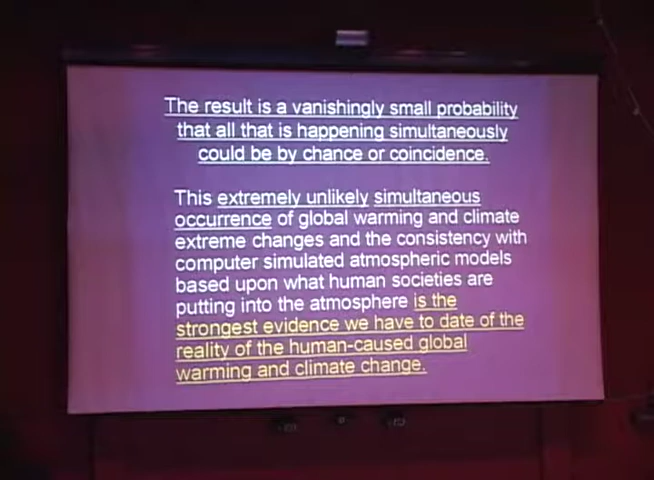 The result is a vanishingly small probability
that all that is happening simultaneously
could be by chance or coincidence.
This extremely unlikely simultaneous
occurrence of global warming and climate
extreme changes and the consistency with
computer simulated atmospheric models
based upon what human societies are
putting into the atmosphere is the
strongest evidence we have to date of the
reality of the human-caused global
warming and climate change.